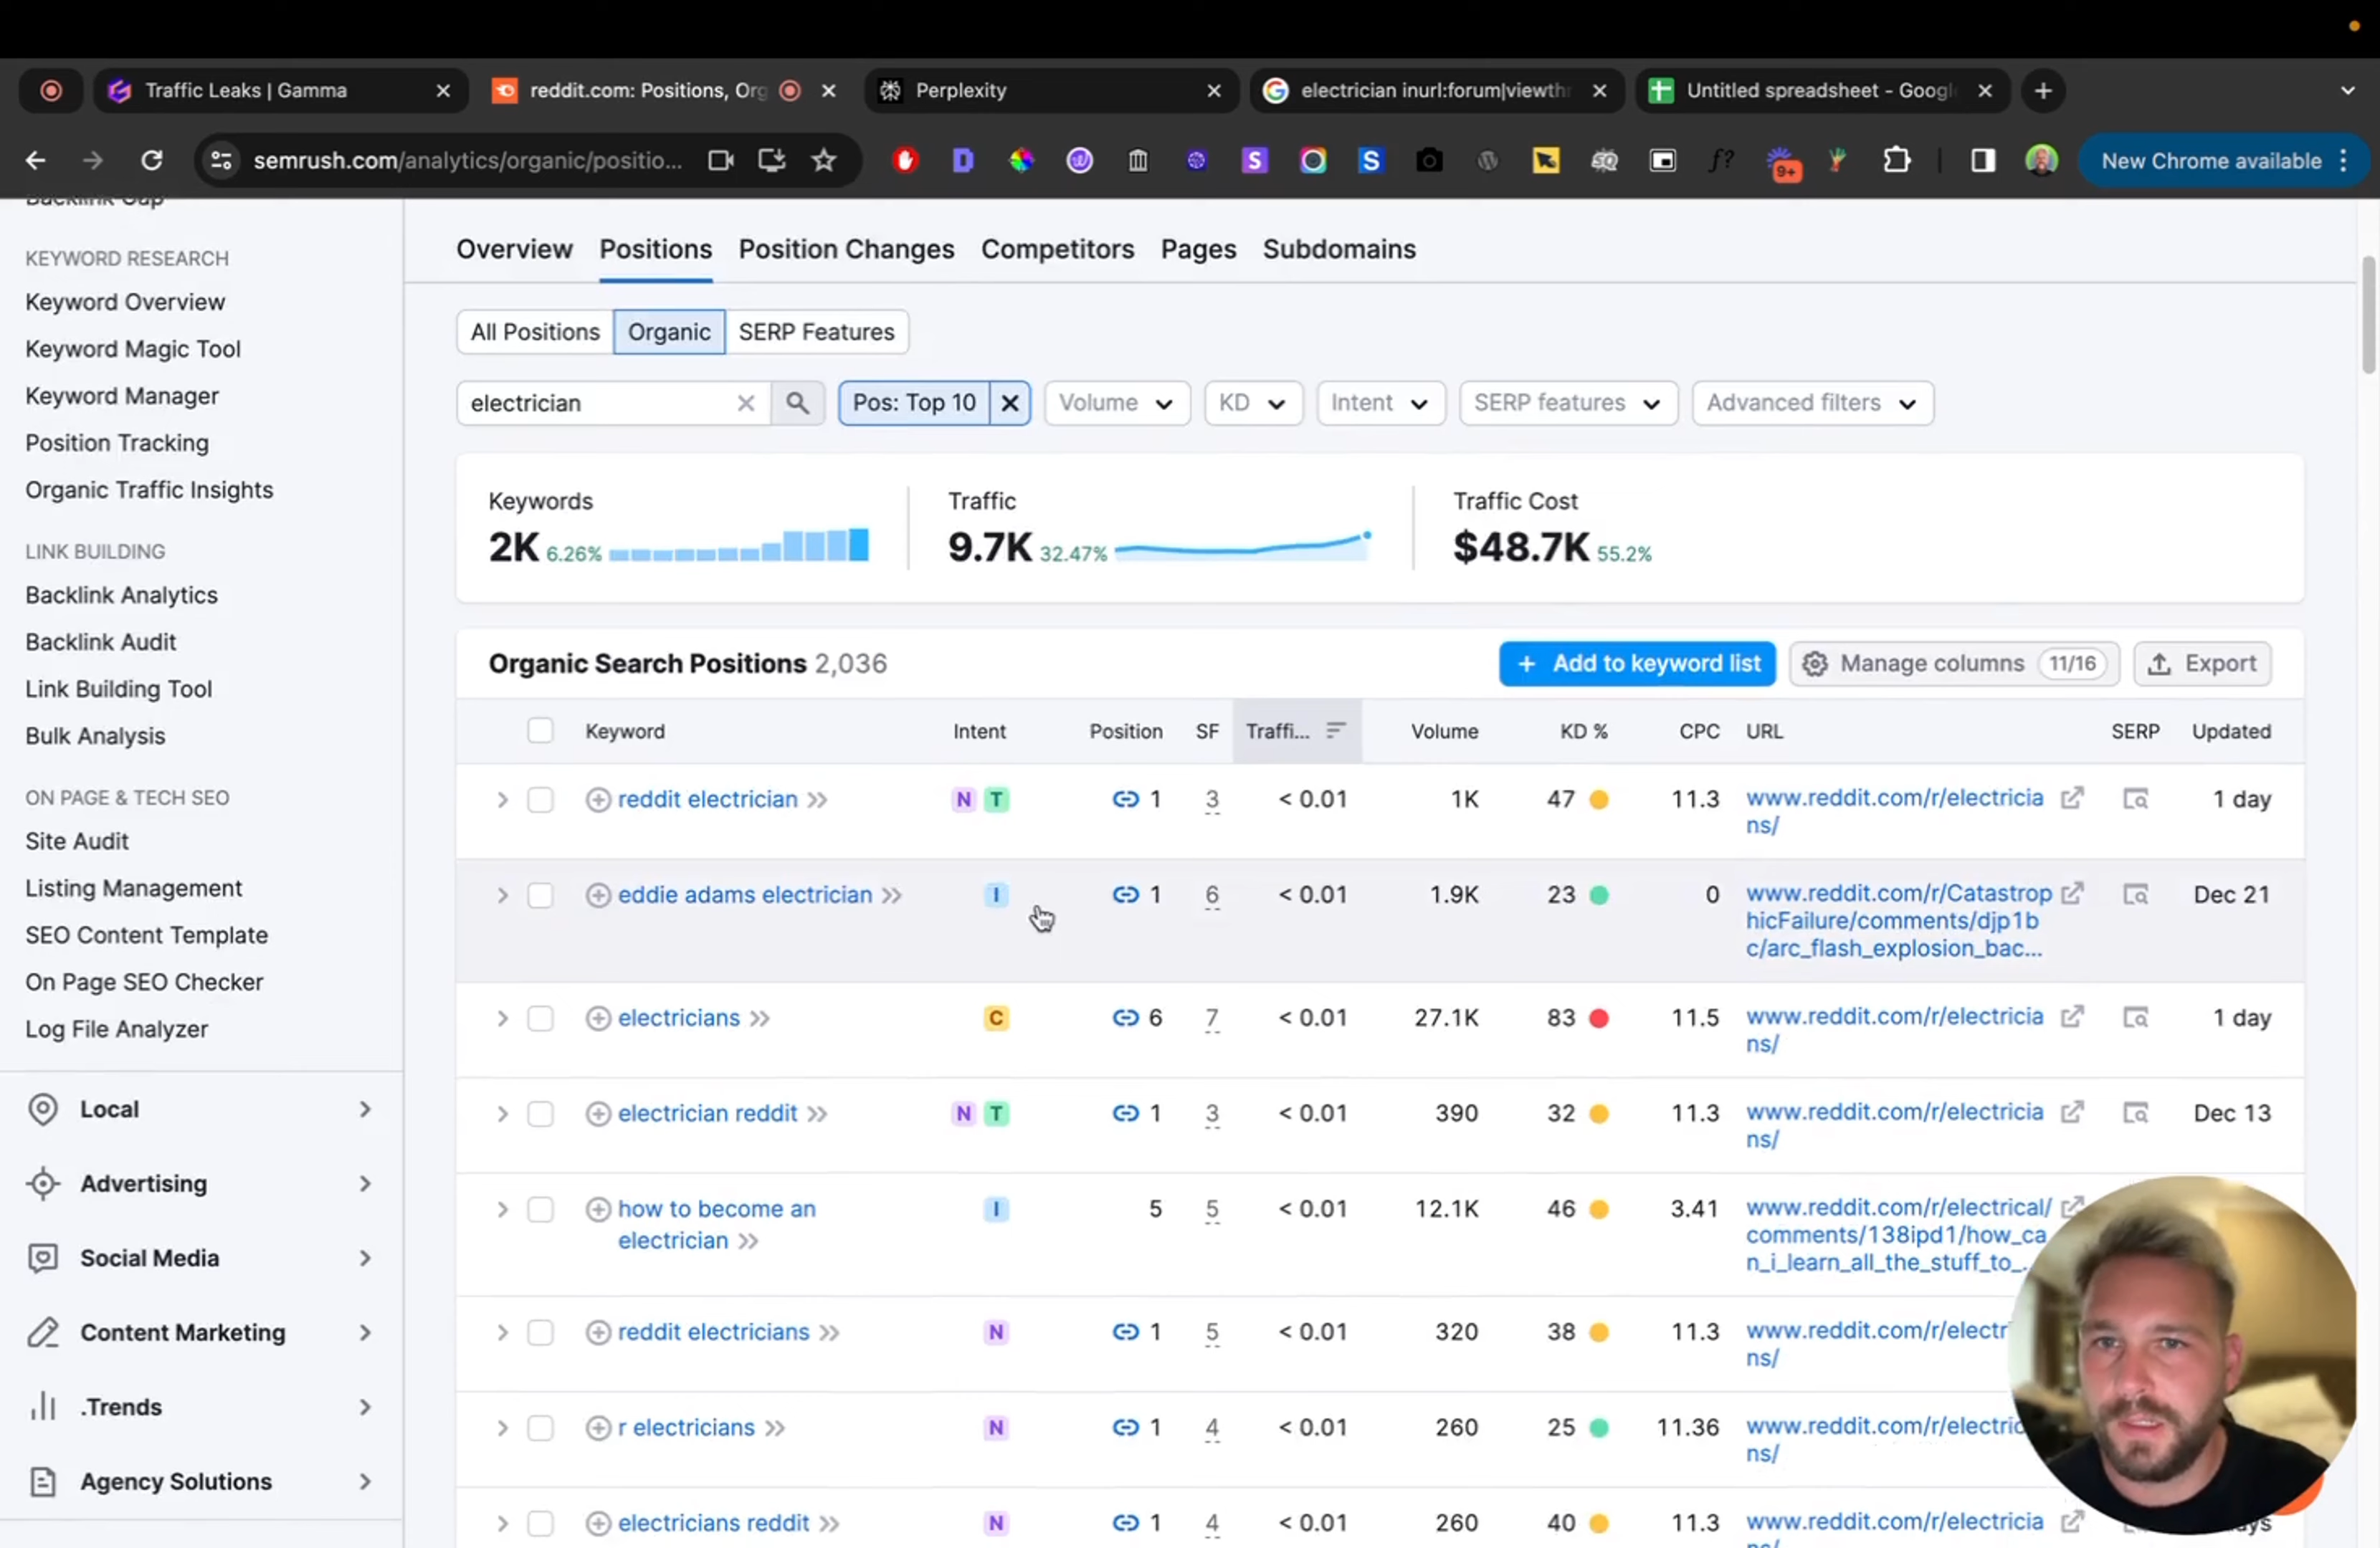 Traffic Leaks | Gamma
reddit.com: Positions, Org
Perplexity
electrician inurl:forum|viewthr
Untitled spreadsheet - Googl
semrush.com/analytics/organic/positio...
9+
New Chrome available
Backlink Gap
KEYWORD RESEARCH
Keyword Overview
Keyword Magic Tool
Keyword Manager
Position Tracking
Organic Traffic Insights
LINK BUILDING
Backlink Analytics
Backlink Audit
Link Building Tool
Bulk Analysis
ON PAGE & TECH SEO
Site Audit
Listing Management
SEO Content Template
On Page SEO Checker
Log File Analyzer
Local
Advertising
Social Media
Content Marketing
.Trends
Agency Solutions
Overview Positions Position Changes Competitors Pages Subdomains
All Positions Organic SERP Features
electrician Pos: Top 10 Volume KD Intent SERP features Advanced filters
Keywords Traffic Traffic Cost
2K 6.26% 9.7K 32.47% $48.7K 55.2%
Organic Search Positions 2,036 + Add to keyword list Manage columns 11/16 Export
Keyword Intent Position SF Traffi... Volume KD % CPC URL SERP Updated
reddit electrician N T 1 3 < 0.01 1K 47 11.3 www.reddit.com/r/electricia 1 day
ns/
eddie adams electrician I 1 6 < 0.01 1.9K 23 0 www.reddit.com/r/Catastrop Dec 21
hicFailure/comments/djp1b
c/arc_flash_explosion_bac...
electricians C 6 7 < 0.01 27.1K 83 11.5 www.reddit.com/r/electricia 1 day
ns/
electrician reddit N T 1 3 < 0.01 390 32 11.3 www.reddit.com/r/electricia Dec 13
ns/
how to become an I 5 5 < 0.01 12.1K 46 3.41 www.reddit.com/r/electrical/
electrician comments/138ipd1/how_ca
n_i_learn_all_the_stuff_to_..
reddit electricians N 1 5 < 0.01 320 38 11.3 www.reddit.com/r/electr
ns/
r electricians N 1 4 < 0.01 260 25 11.36 www.reddit.com/r/electric
ns/
electricians reddit N 1 4 < 0.01 260 40 11.3 www.reddit.com/r/electricia